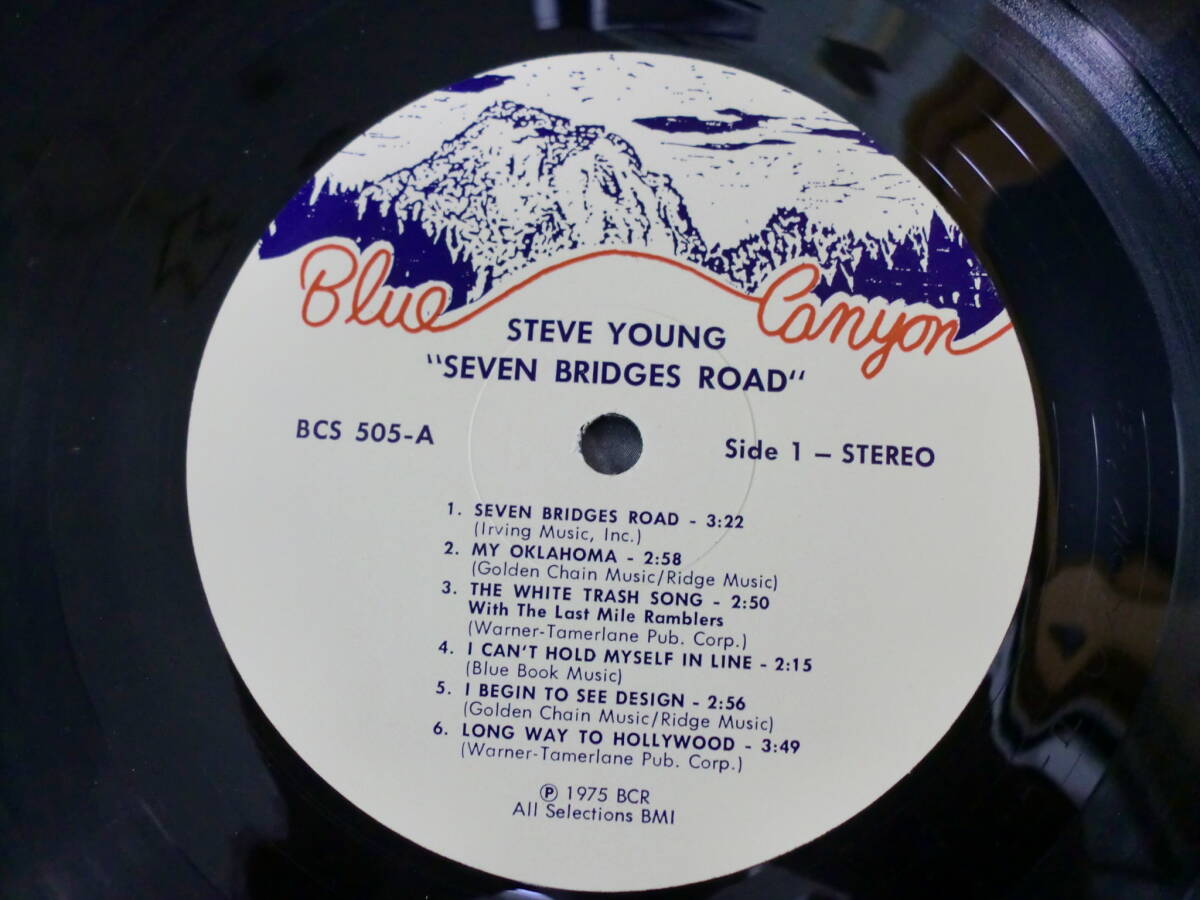 Blue Canyon
STEVE YOUNG
"SEVEN BRIDGES ROAD"
BCS 505-A
Side 1 – STEREO
1. SEVEN BRIDGES ROAD - 3:22
(Irving Music, Inc.)
2. MY OKLAHOMA - 2:58
(Golden Chain Music/Ridge Music)
3. THE WHITE TRASH SONG - 2:50
With The Last Mile Ramblers
(Warner-Tamerlane Pub. Corp.)
4. I CAN'T HOLD MYSELF IN LINE - 2:15
(Blue Book Music)
5. I BEGIN TO SEE DESIGN - 2:56
(Golden Chain Music/Ridge Music)
6. LONG WAY TO HOLLYWOOD - 3:49
(Warner-Tamerlane Pub. Corp.)
℗ 1975 BCR
All Selections BMI